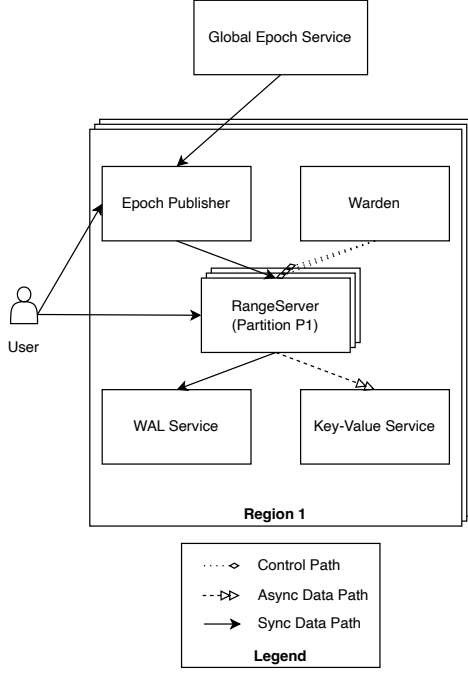 Global Epoch Service
Epoch Publisher
Warden
RangeServer
(Partition P1)
User
WAL Service
Key-Value Service
Region 1
Control Path
Async Data Path
Sync Data Path
Legend